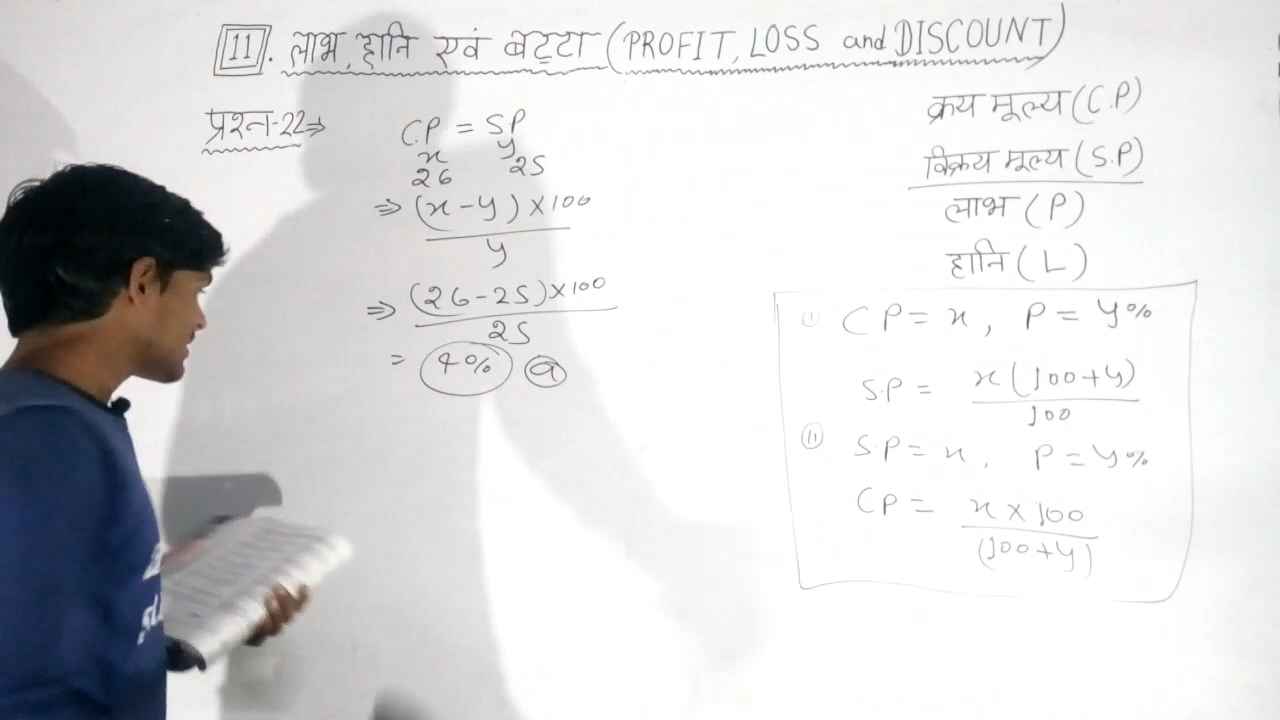 11. लाभ, हानि एवं बट्टा (PROFIT, LOSS and DISCOUNT)
प्रश्न-22⇒
C.P = SP
x y
26 25
⇒ (x-y)×100
y
⇒ (26-25)×100
25
= 4% a
क्रय मूल्य (C.P)
विक्रय मूल्य (S.P)
लाभ (P)
हानि (L)
(i) CP = x, P = y%
S.P = x(100+y)
100
(ii) S.P = x, P = y%
CP = x × 100
(100+y)